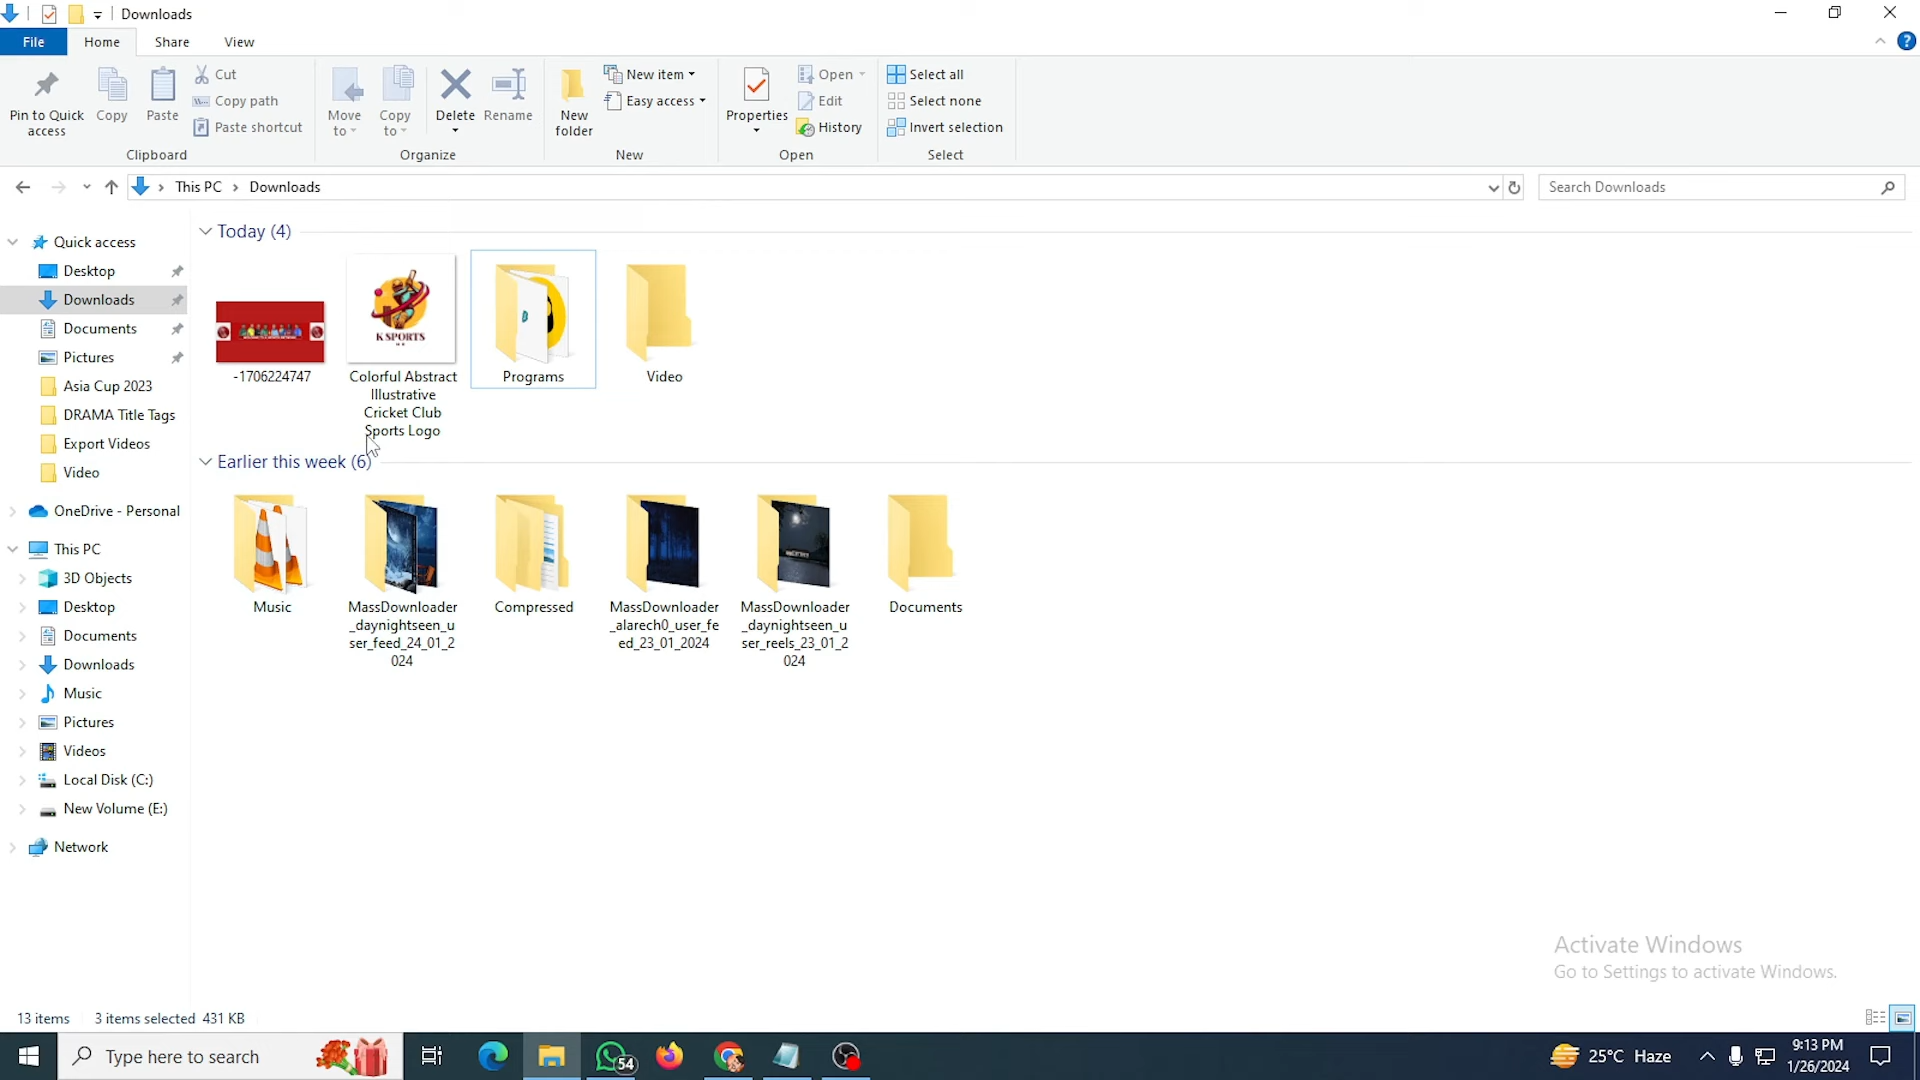 Downloads
File Home Share View
Pin to Quick access
Copy
Paste
Cut
Copy path
Paste shortcut
Clipboard
Move to
Copy to
Delete
Rename
Organize
New folder
New item
Easy access
New
Properties
Open
Edit
History
Open
Select all
Select none
Invert selection
Select
This PC Downloads
Search Downloads
Quick access
Desktop
Downloads
Documents
Pictures
Asia Cup 2023
DRAMA Title Tags
Export Videos
Video
OneDrive - Personal
This PC
3D Objects
Desktop
Documents
Downloads
Music
Pictures
Videos
Local Disk (C:)
New Volume (E:)
Network
Today (4)
K SPORTS
-1706224747
Colorful Abstract
Illustrative
Cricket Club
Sports Logo
Programs
Video
Earlier this week (6)
Music
MassDownloader
_daynightseen_u
ser_feed_24_01_2
024
Compressed
MassDownloader
_alarech0_user_fe
ed_23_01_2024
MassDownloader
_daynightseen_u
ser_reels_23_01_2
024
Documents
Activate Windows
Go to Settings to activate Windows.
13 items 3 items selected 431 KB
Type here to search
54
25°C Haze
9:13 PM
1/26/2024